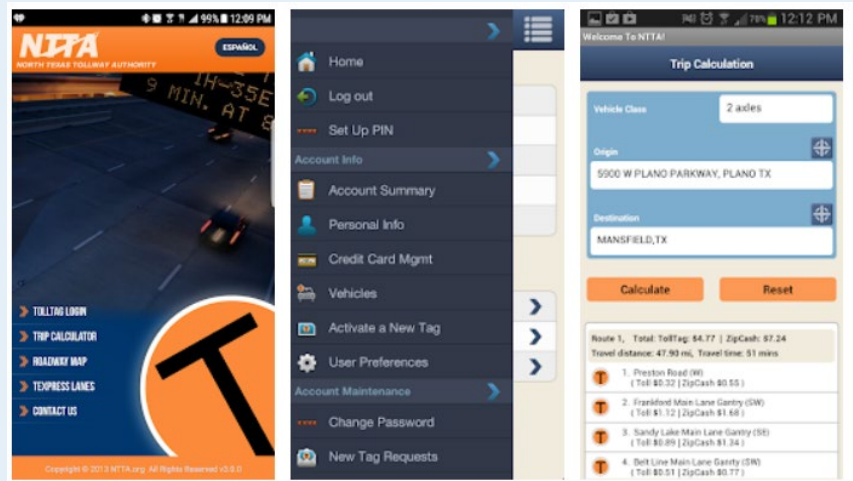 99% 12:09 PM
NTTA
ESPAÑOL
NORTH TEXAS TOLLWAY AUTHORITY
IH-35E
9 MIN. AT 8
TOLLTAG LOGIN
TRIP CALCULATOR
ROADWAY MAP
TEXPRESS LANES
CONTACT US
Copyright © 2013 NTTA.org. All Rights Reserved v3.6.0
Home
Log out
Set Up PIN
Account Info
Account Summary
Personal Info
Credit Card Mgmt
Vehicles
Activate a New Tag
User Preferences
Account Maintenance
Change Password
New Tag Requests
70% 12:12 PM
Welcome To NTTA!
Trip Calculation
Vehicle Class
2 axles
Origin
5900 W PLANO PARKWAY, PLANO TX
Destination
MANSFIELD,TX
Calculate
Reset
Route 1, Total: TollTag: $4.77 | ZipCash: $7.24
Travel distance: 47.90 mi, Travel time: 51 mins
1. Preston Road (W)
( Toll $0.32 | ZipCash $0.55 )
2. Frankford Main Lane Gantry (SW)
( Toll $1.12 | ZipCash $1.68 )
3. Sandy Lake Main Lane Gantry (SE)
( Toll $0.89 | ZipCash $1.34 )
4. Belt Line Main Lane Gantry (SW)
( Toll $0.51 | ZipCash $0.77 )